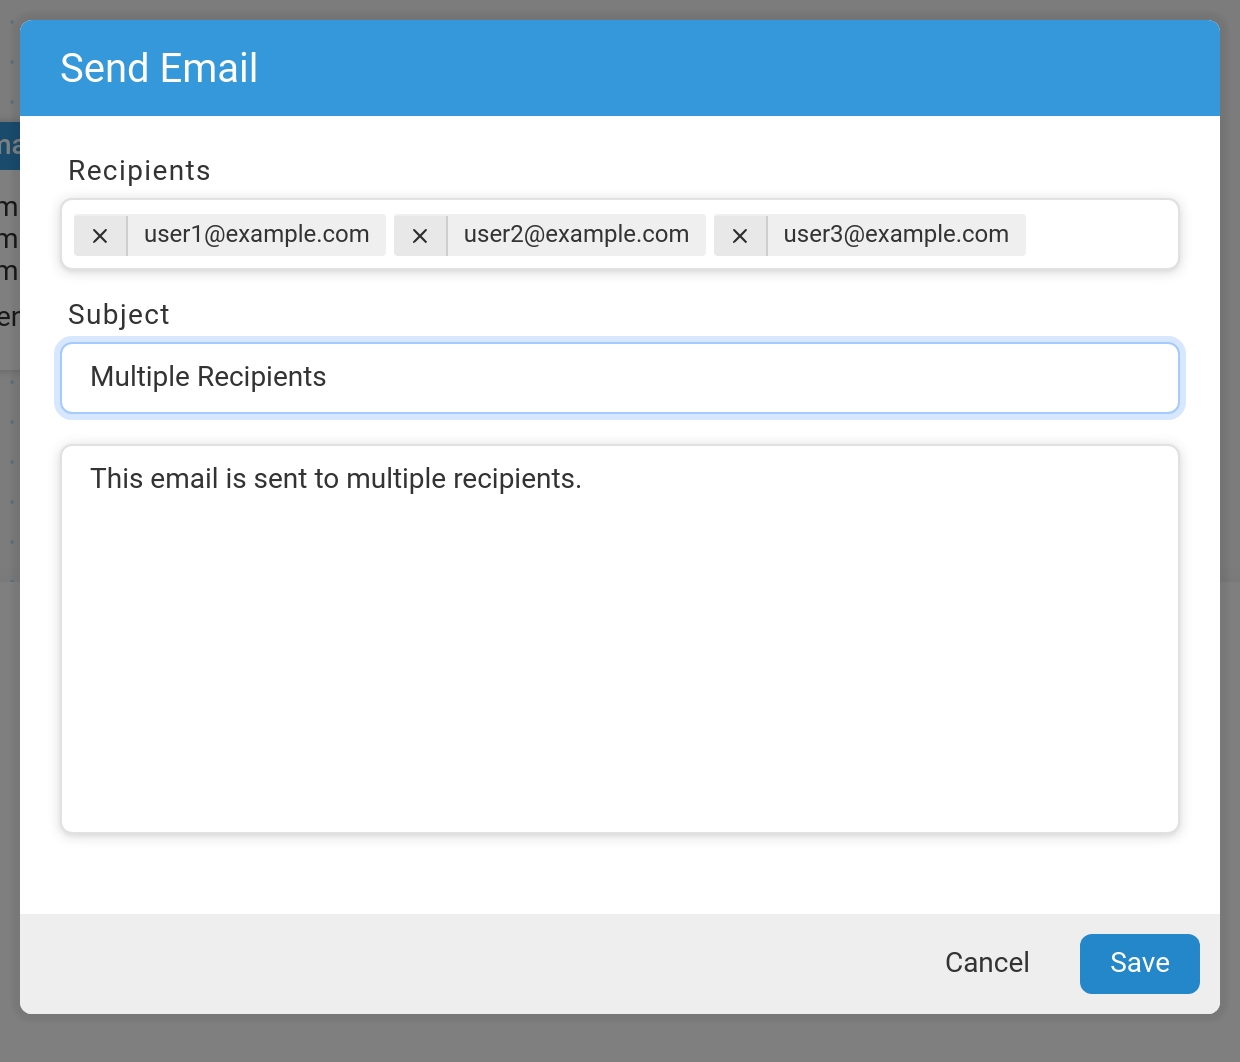 Send Email
Recipients
× user1@example.com × user2@example.com × user3@example.com
Subject
Multiple Recipients
This email is sent to multiple recipients.
Cancel Save